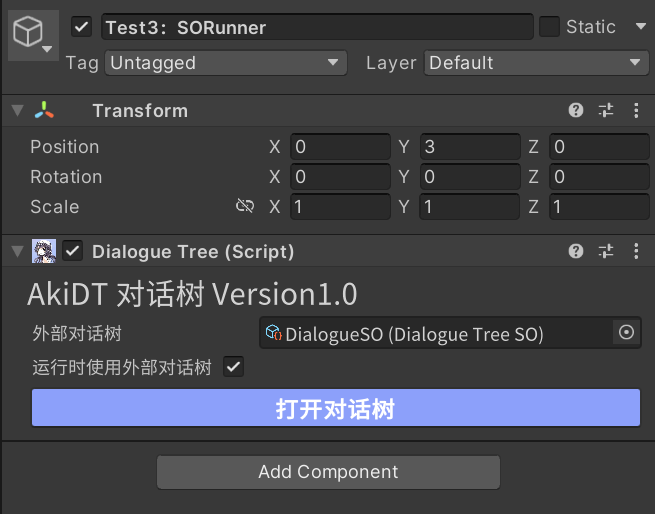 Test3：SORunner Static
Tag Untagged Layer Default
Transform
Position X 0 Y 3 Z 0
Rotation X 0 Y 0 Z 0
Scale X 1 Y 1 Z 1
Dialogue Tree (Script)
AkiDT 对话树 Version1.0
外部对话树 DialogueSO (Dialogue Tree SO)
运行时使用外部对话树
打开对话树
Add Component